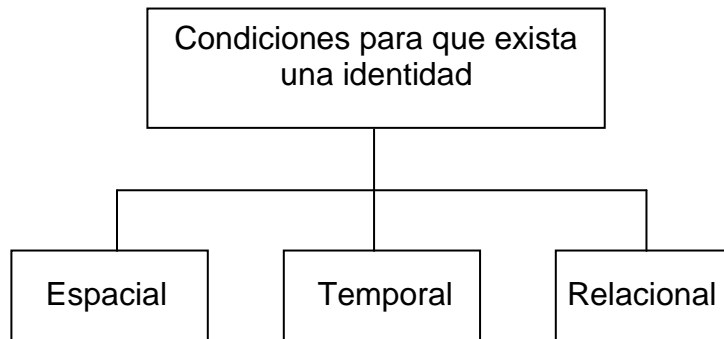 Condiciones para que exista
una identidad
Espacial
Temporal
Relacional